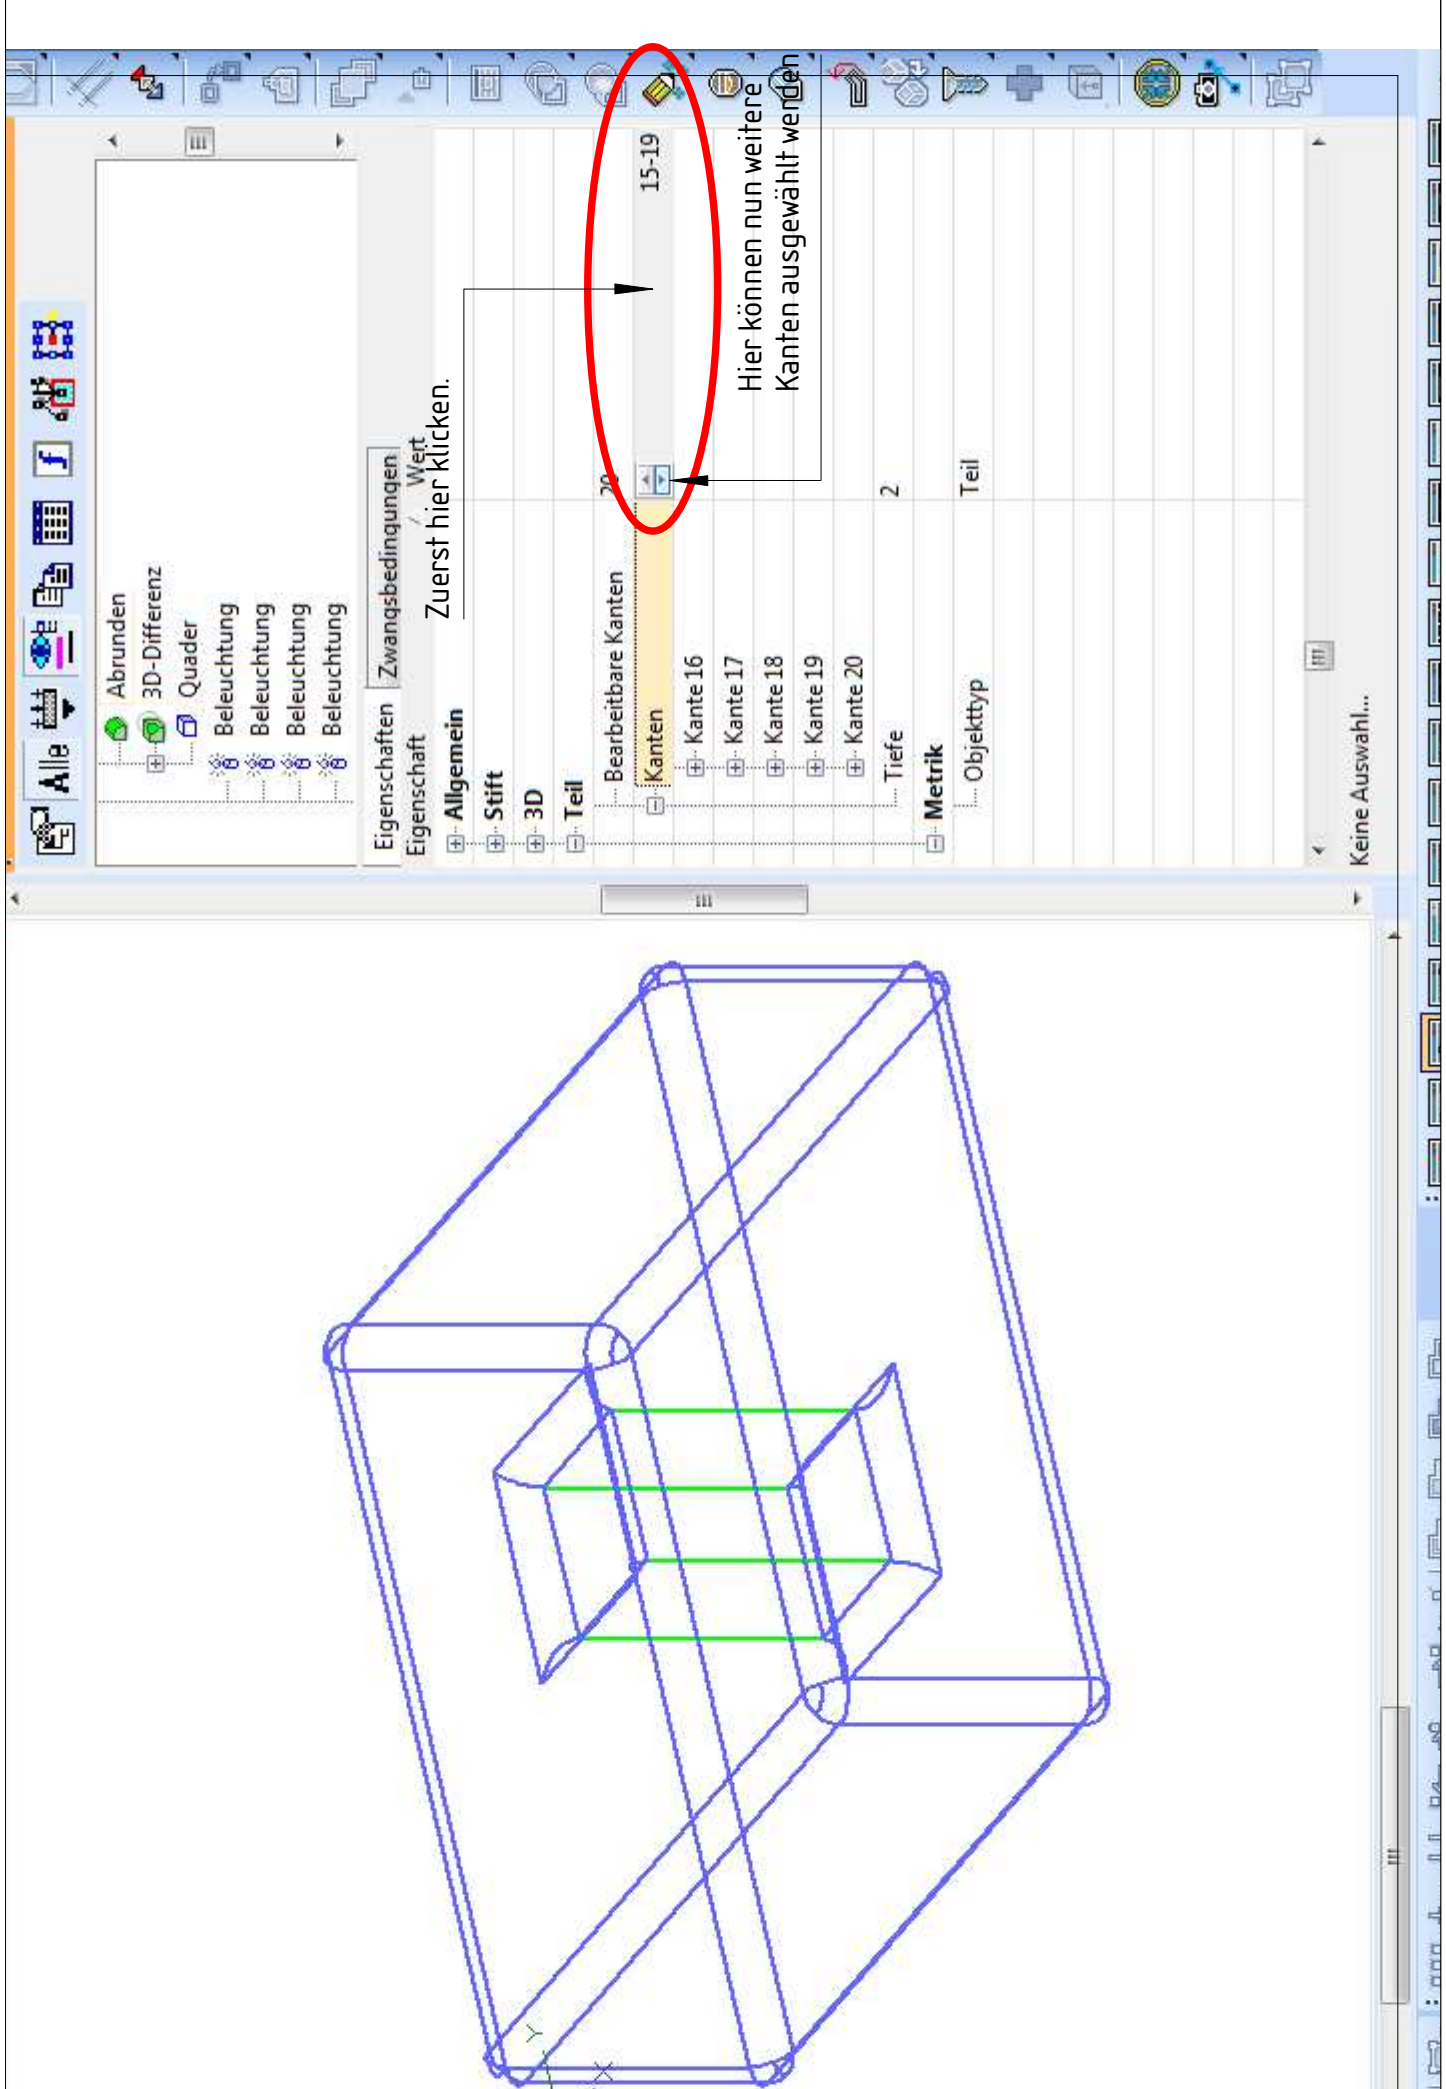 Alle
Abrunden
3D-Differenz
Quader
Beleuchtung
Beleuchtung
Beleuchtung
Beleuchtung
Eigenschaften Zwangsbedingungen
Eigenschaft / Wert
Zuerst hier klicken.
Allgemein
Stift
3D
Teil
Bearbeitbare Kanten 20
Kanten 15-19
Kante 16
Kante 17
Kante 18
Kante 19
Kante 20
Hier können nun weitere
Kanten ausgewählt wenden
Tiefe 2
Metrik
Objekttyp Teil
Keine Auswahl...
Y
X